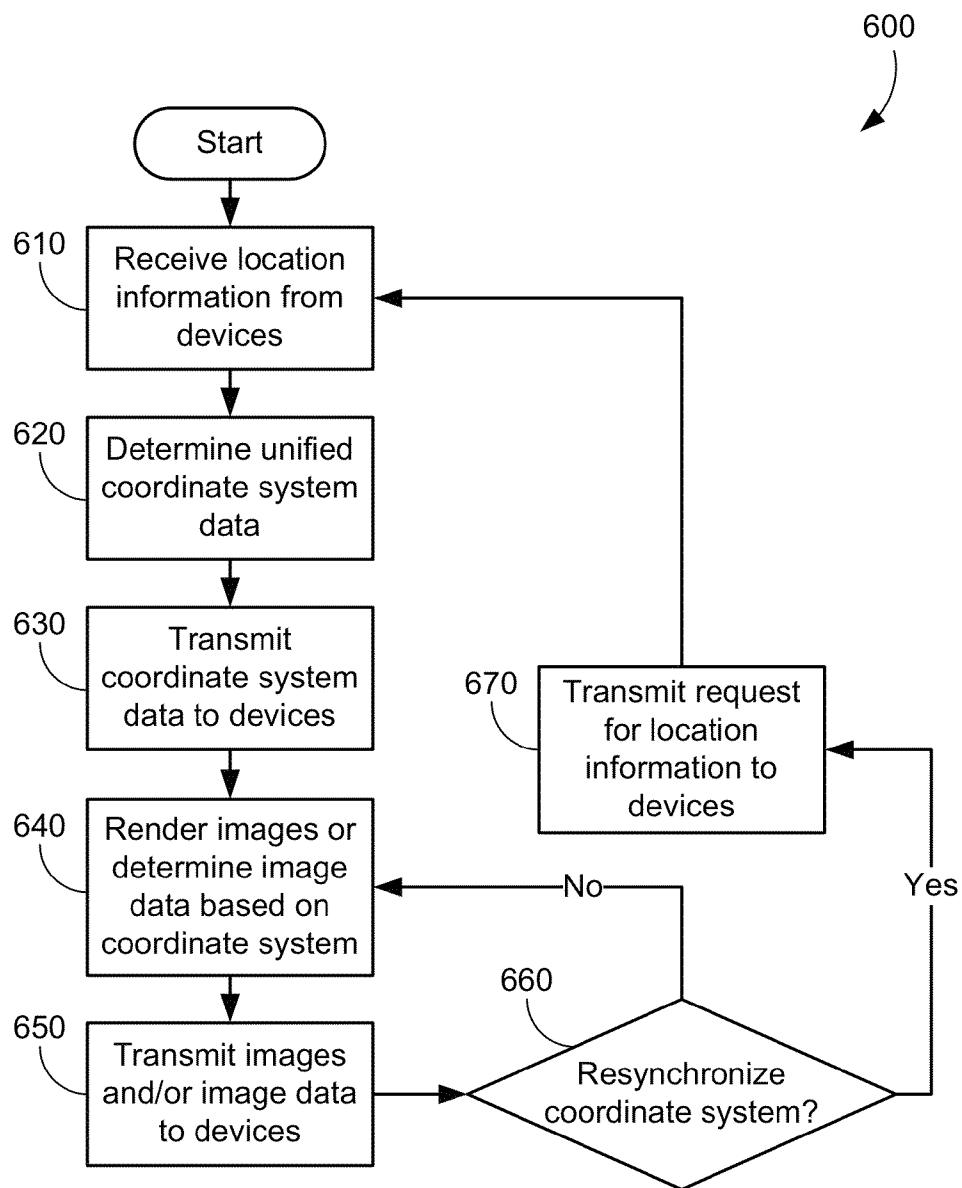 600
Start
610
Receive location
information from
devices
620
Determine unified
coordinate system
data
630
Transmit
coordinate system
data to devices
670
Transmit request
for location
information to
devices
640
Render images or
determine image
data based on
coordinate system
No
Yes
660
650
Transmit images
and/or image data
to devices
Resynchronize
coordinate system?